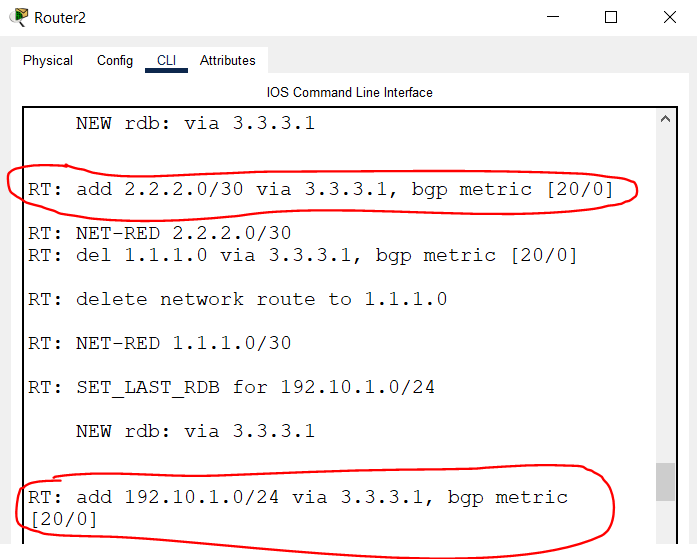 Router2
Physical Config CLI Attributes
IOS Command Line Interface
NEW rdb: via 3.3.3.1
RT: add 2.2.2.0/30 via 3.3.3.1, bgp metric [20/0]
RT: NET-RED 2.2.2.0/30
RT: del 1.1.1.0 via 3.3.3.1, bgp metric [20/0]
RT: delete network route to 1.1.1.0
RT: NET-RED 1.1.1.0/30
RT: SET_LAST_RDB for 192.10.1.0/24
NEW rdb: via 3.3.3.1
RT: add 192.10.1.0/24 via 3.3.3.1, bgp metric
[20/0]